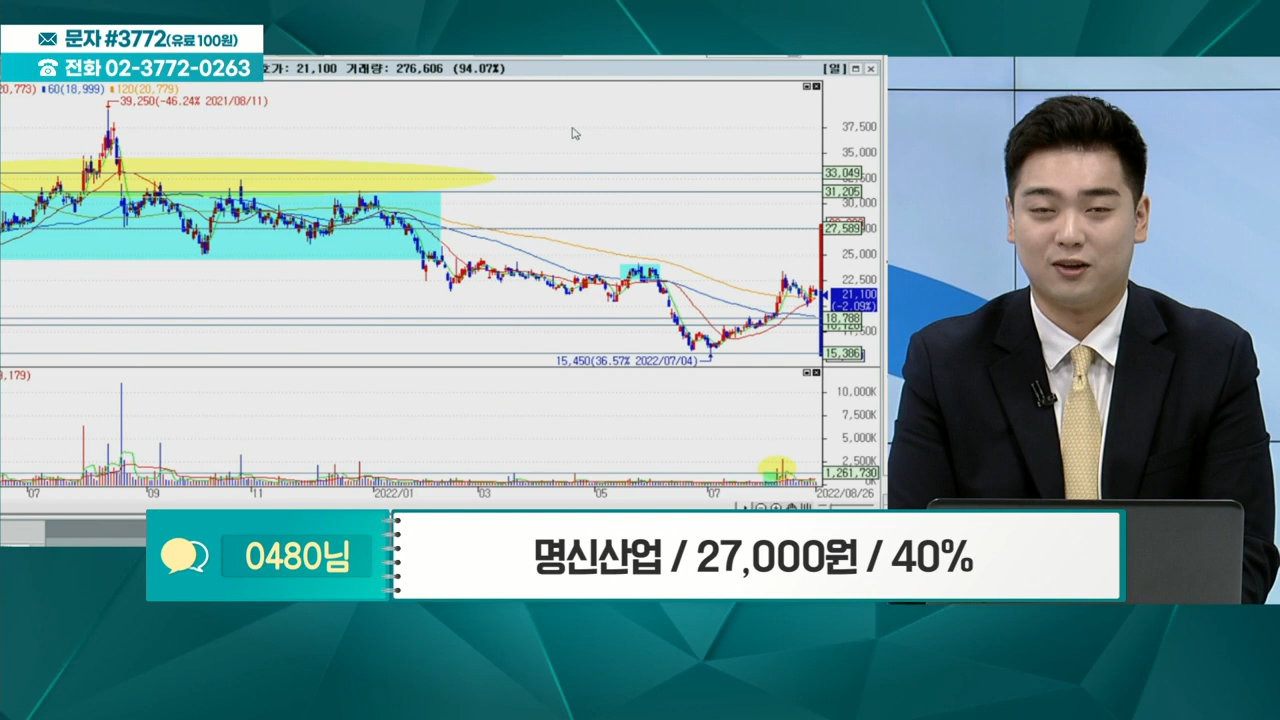 문자 #3772(유료 100원)
전화 02-3772-0263
가: 21,100 거래량: 276,606 (94.07%)
[일]
60(18,999) 120(20,779)
39,250(-46.24% 2021/08/11)
37,500
35,000
33,049
31,205
30,000
27,589
25,000
22,500
21,100
(-2.09%)
18,788
15,386
15,450(36.57% 2022/07/04)
10,000K
7,500K
5,000K
2,500K
1,261,730
07
09
11
2022/01
03
05
07
2022/08/26
0480님
명신산업 / 27,000원 / 40%